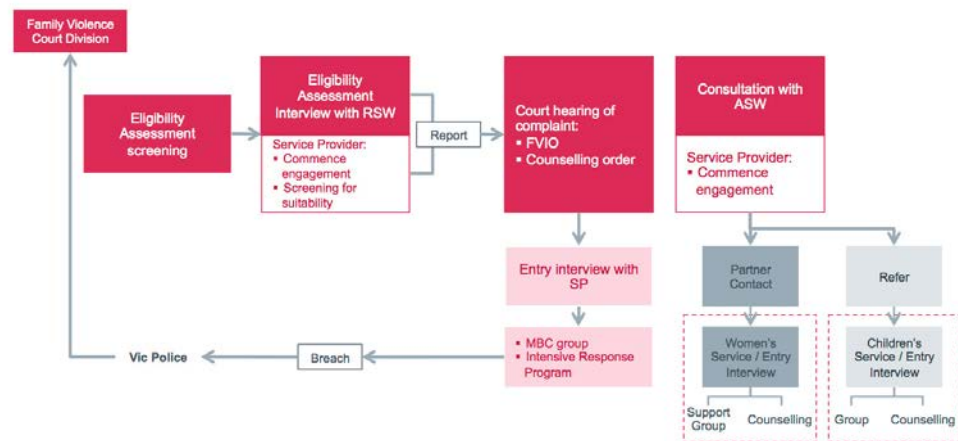 Family Violence
Court Division
Eligibility
Assessment
screening
Eligibility
Assessment
Interview with RSW
Service Provider:
▪ Commence
engagement
▪ Screening for
suitability
Report
Court hearing of
complaint:
▪ FVIO
▪ Counselling order
Consultation with
ASW
Service Provider:
▪ Commence
engagement
Entry interview with
SP
Partner
Contact
Refer
▪ MBC group
▪ Intensive Response
Program
Breach
Vic Police
Women's
Service / Entry
Interview
Support
Group
Counselling
Children's
Service / Entry
Interview
Group
Counselling